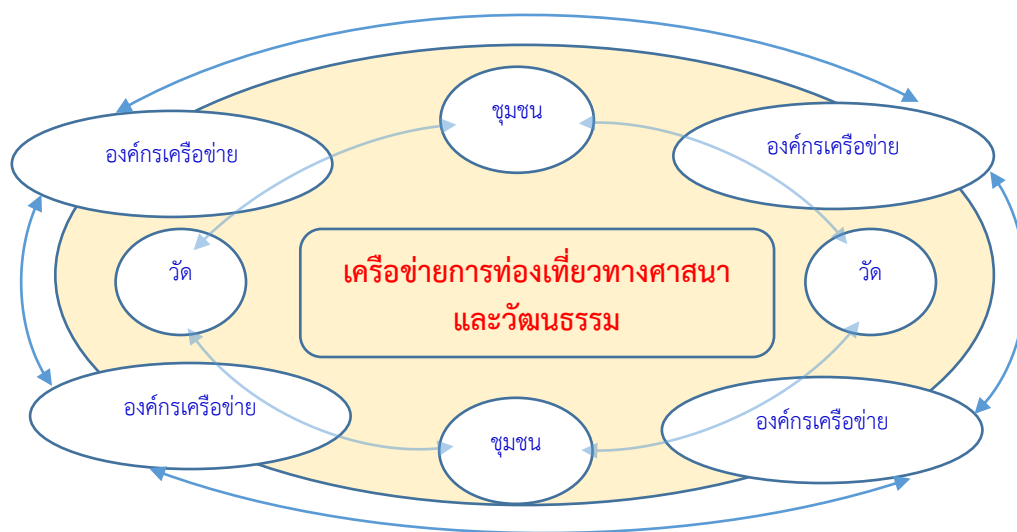 ชุมชน
องค์กรเครือข่าย
องค์กรเครือข่าย
วัด
เครือข่ายการท่องเที่ยวทางศาสนา
และวัฒนธรรม
วัด
องค์กรเครือข่าย
ชุมชน
องค์กรเครือข่าย